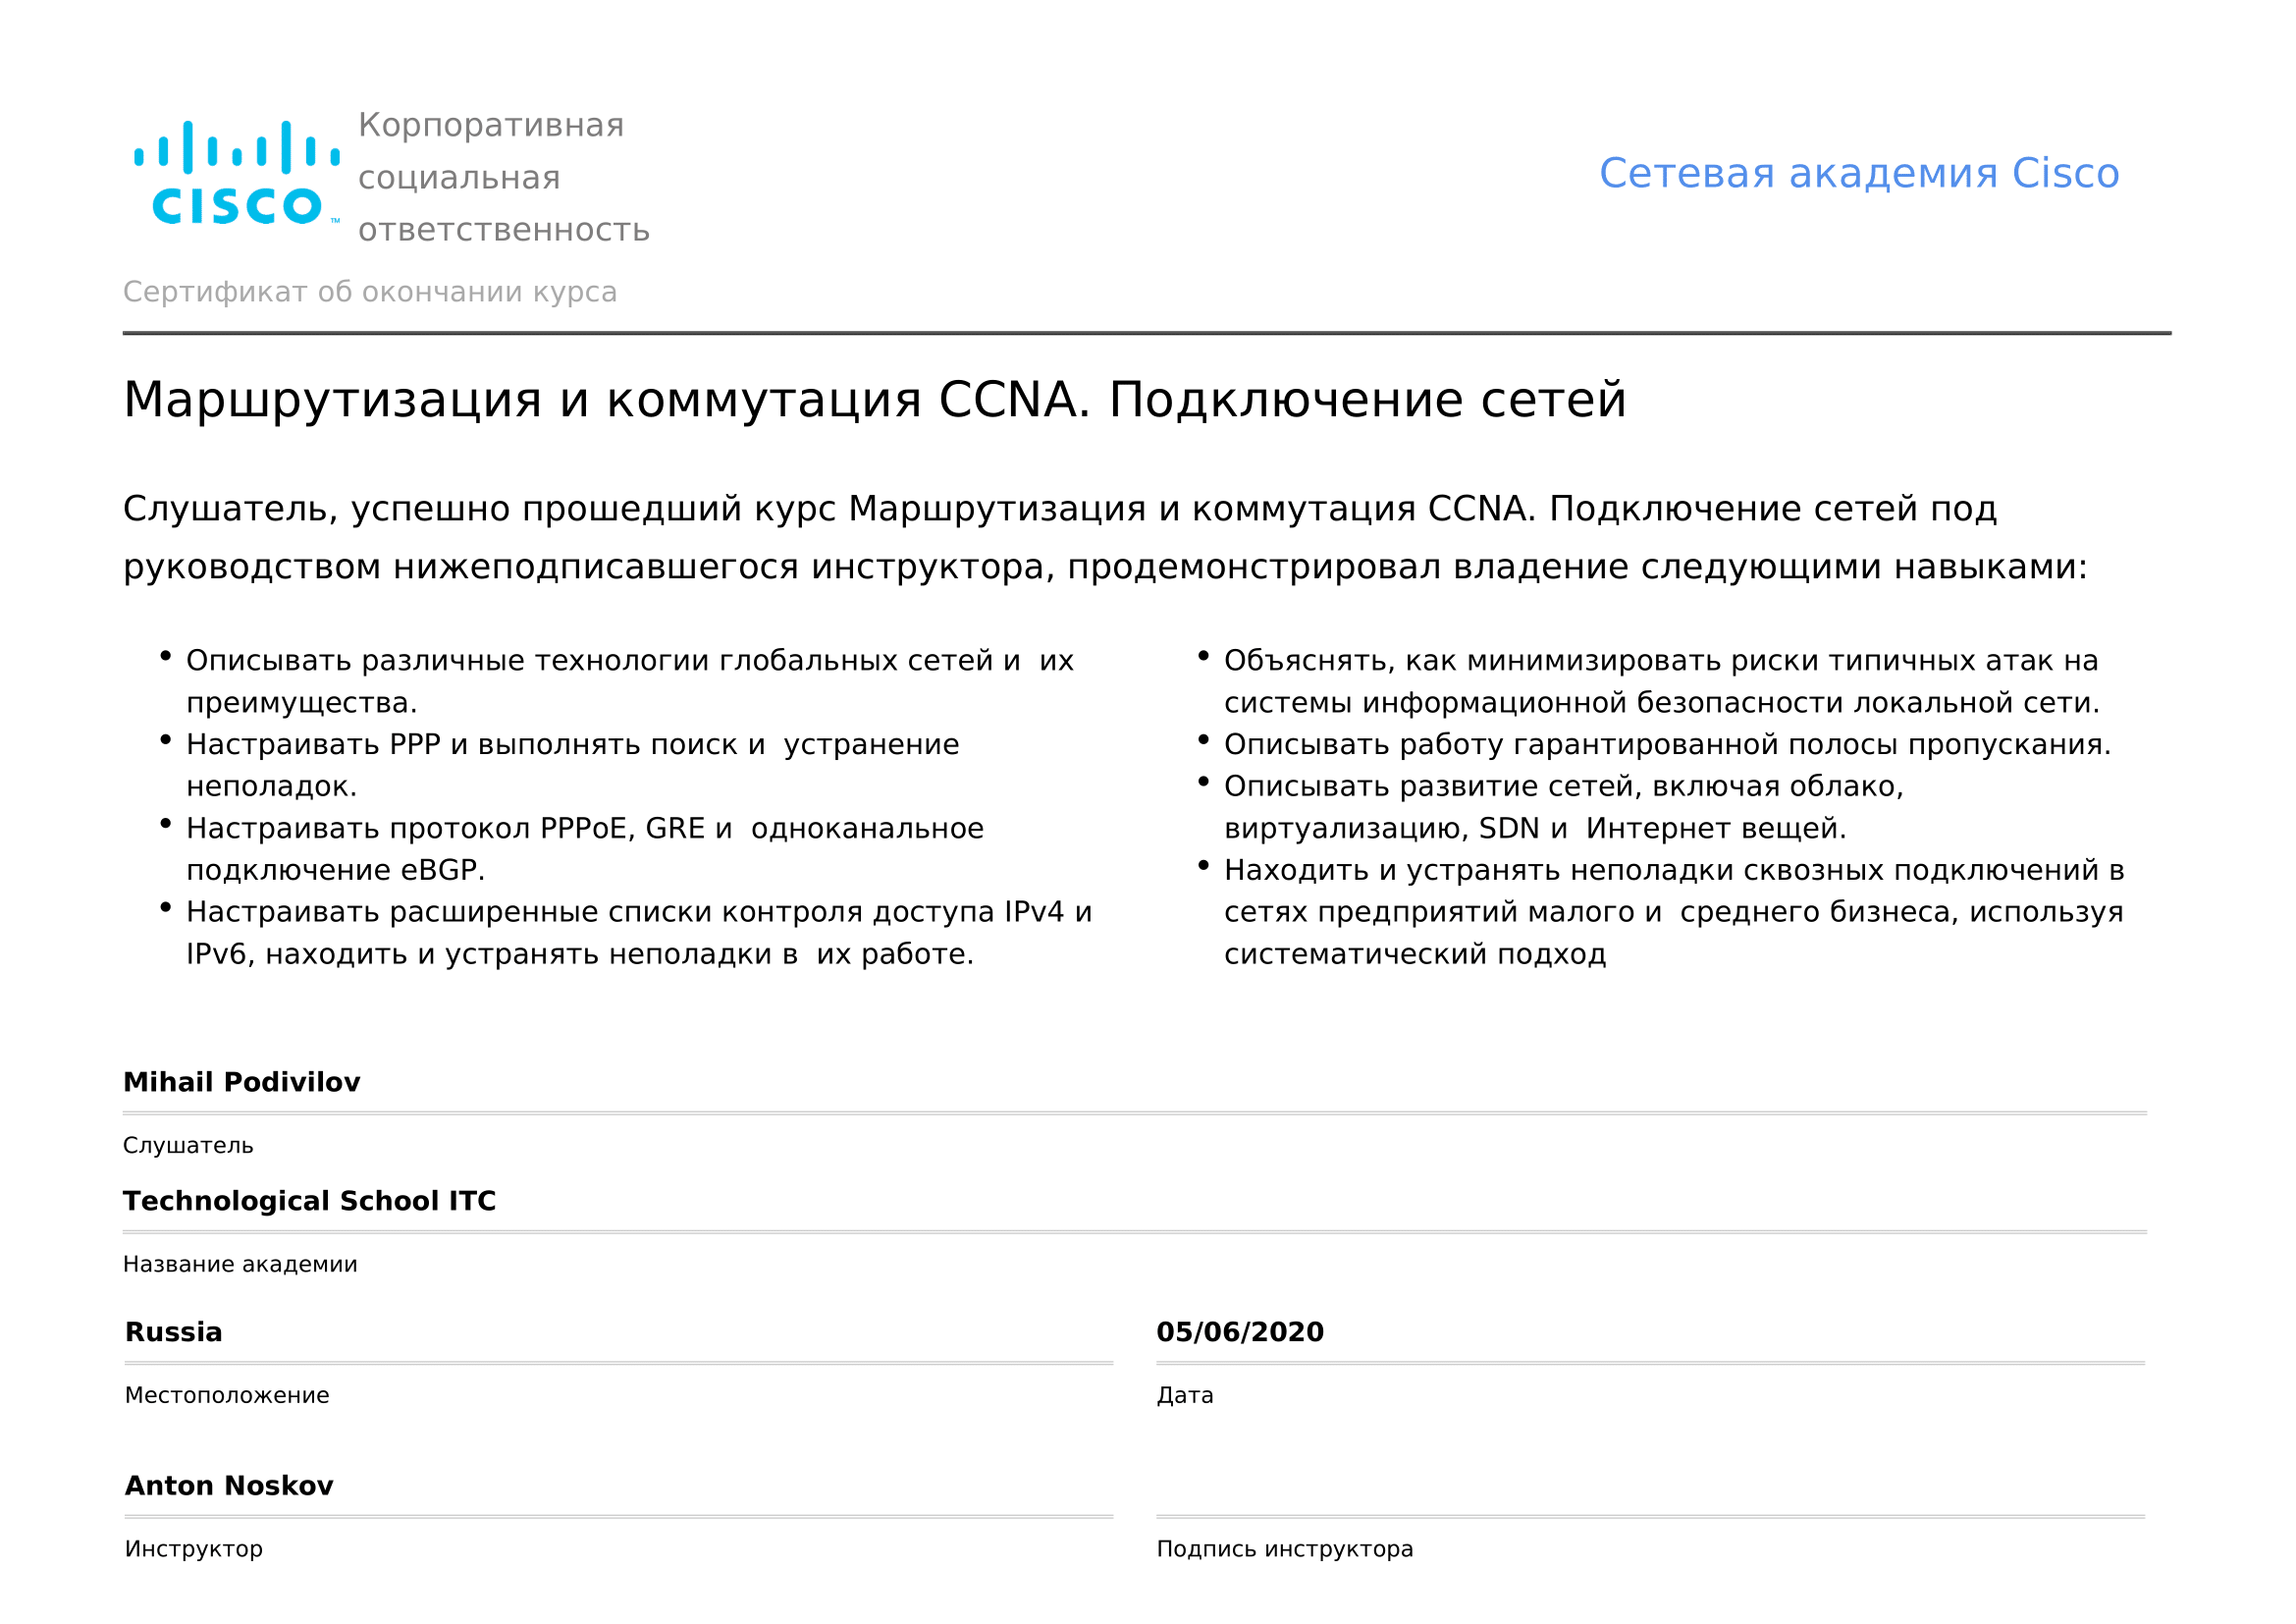 Корпоративная
социальная
ответственность
CISCO™
Сетевая академия Cisco
Сертификат об окончании курса
Маршрутизация и коммутация CCNA. Подключение сетей
Слушатель, успешно прошедший курс Маршрутизация и коммутация CCNA. Подключение сетей под
руководством нижеподписавшегося инструктора, продемонстрировал владение следующими навыками:
• Описывать различные технологии глобальных сетей и  их
преимущества.
• Настраивать PPP и выполнять поиск и  устранение
неполадок.
• Настраивать протокол PPPoE, GRE и  одноканальное
подключение eBGP.
• Настраивать расширенные списки контроля доступа IPv4 и
IPv6, находить и устранять неполадки в  их работе.
• Объяснять, как минимизировать риски типичных атак на
системы информационной безопасности локальной сети.
• Описывать работу гарантированной полосы пропускания.
• Описывать развитие сетей, включая облако,
виртуализацию, SDN и  Интернет вещей.
• Находить и устранять неполадки сквозных подключений в
сетях предприятий малого и  среднего бизнеса, используя
систематический подход
Mihail Podivilov
Слушатель
Technological School ITC
Название академии
Russia
Местоположение
05/06/2020
Дата
Anton Noskov
Инструктор
Подпись инструктора